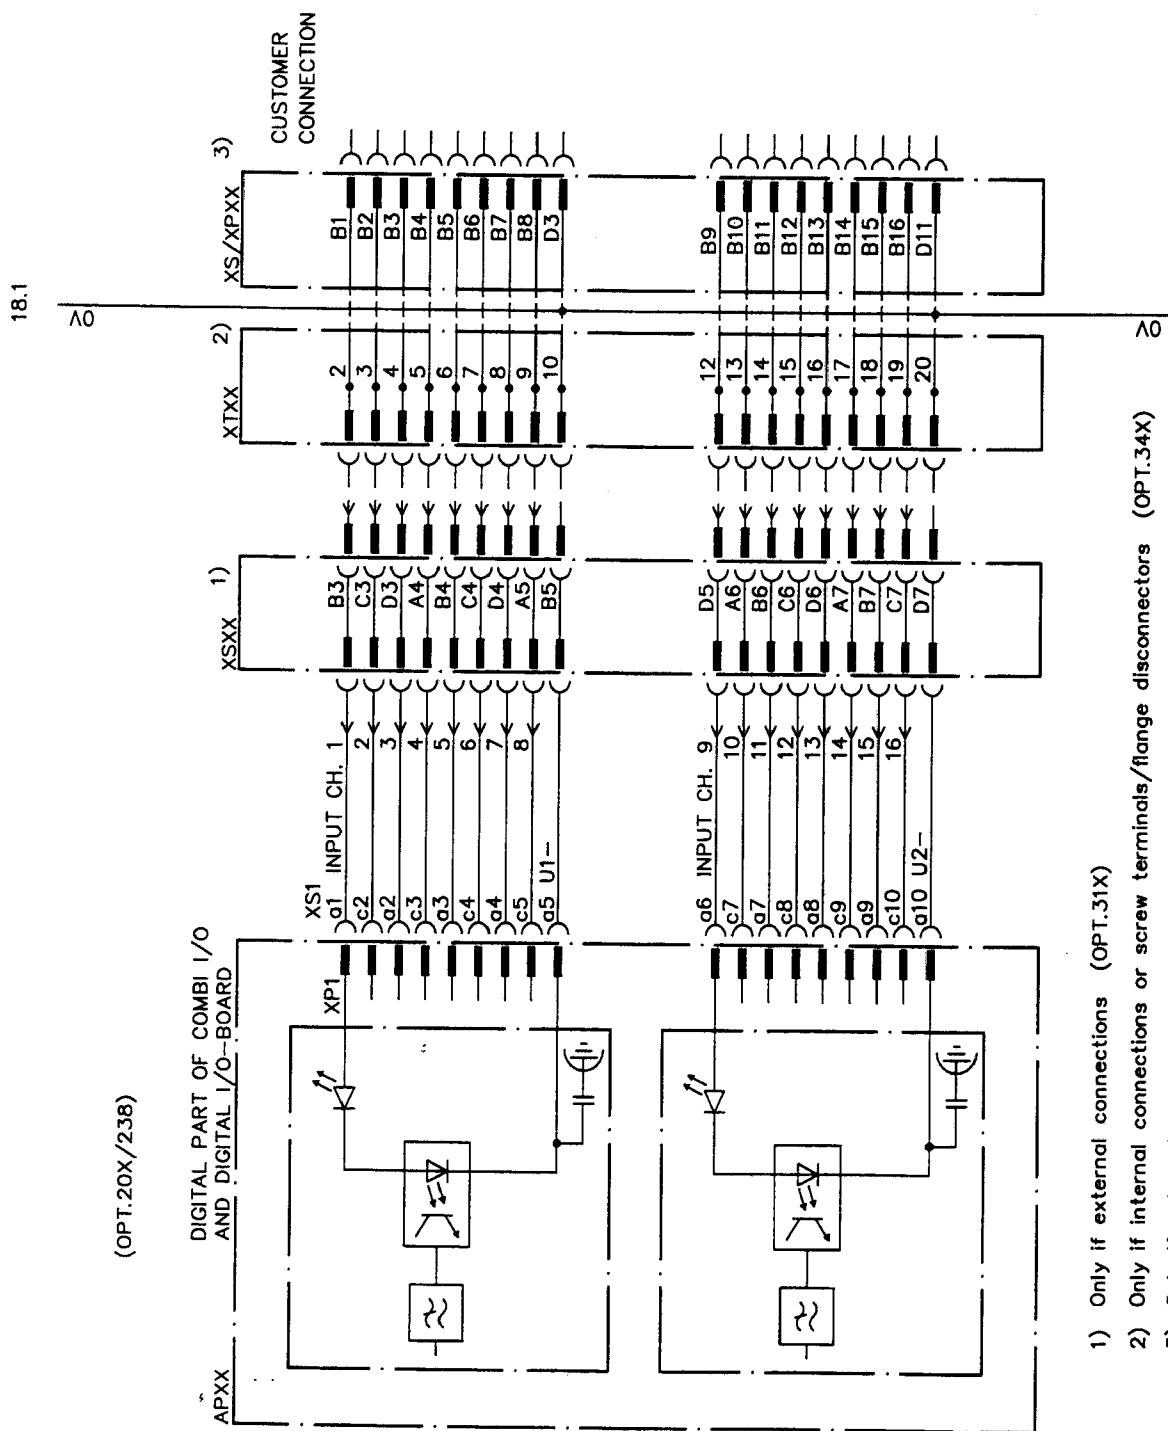 18.1
0V
0V
(OPT.20X/238)
DIGITAL PART OF COMBI I/O
AND DIGITAL I/O-BOARD
APXX
XP1
XS1
a1 INPUT CH. 1
c2 2
a2 3
c3 4
a3 5
c4 6
a4 7
c5 8
a5 U1-
a6 INPUT CH. 9
c7 10
a7 11
c8 12
a8 13
c9 14
a9 15
c10 16
a10 U2-
XSXX 1)
B3
C3
D3
A4
B4
C4
D4
A5
B5
D5
A6
B6
C6
D6
A7
B7
C7
D7
XTXX 2)
2
3
4
5
6
7
8
9
10
12
13
14
15
16
17
18
19
20
XS/XPXX 3)
B1
B2
B3
B4
B5
B6
B7
B8
D3
B9
B10
B11
B12
B13
B14
B15
B16
D11
CUSTOMER
CONNECTION
1) Only if external connections (OPT.31X)
2) Only if internal connections or screw terminals/flange disconnectors (OPT.34X)